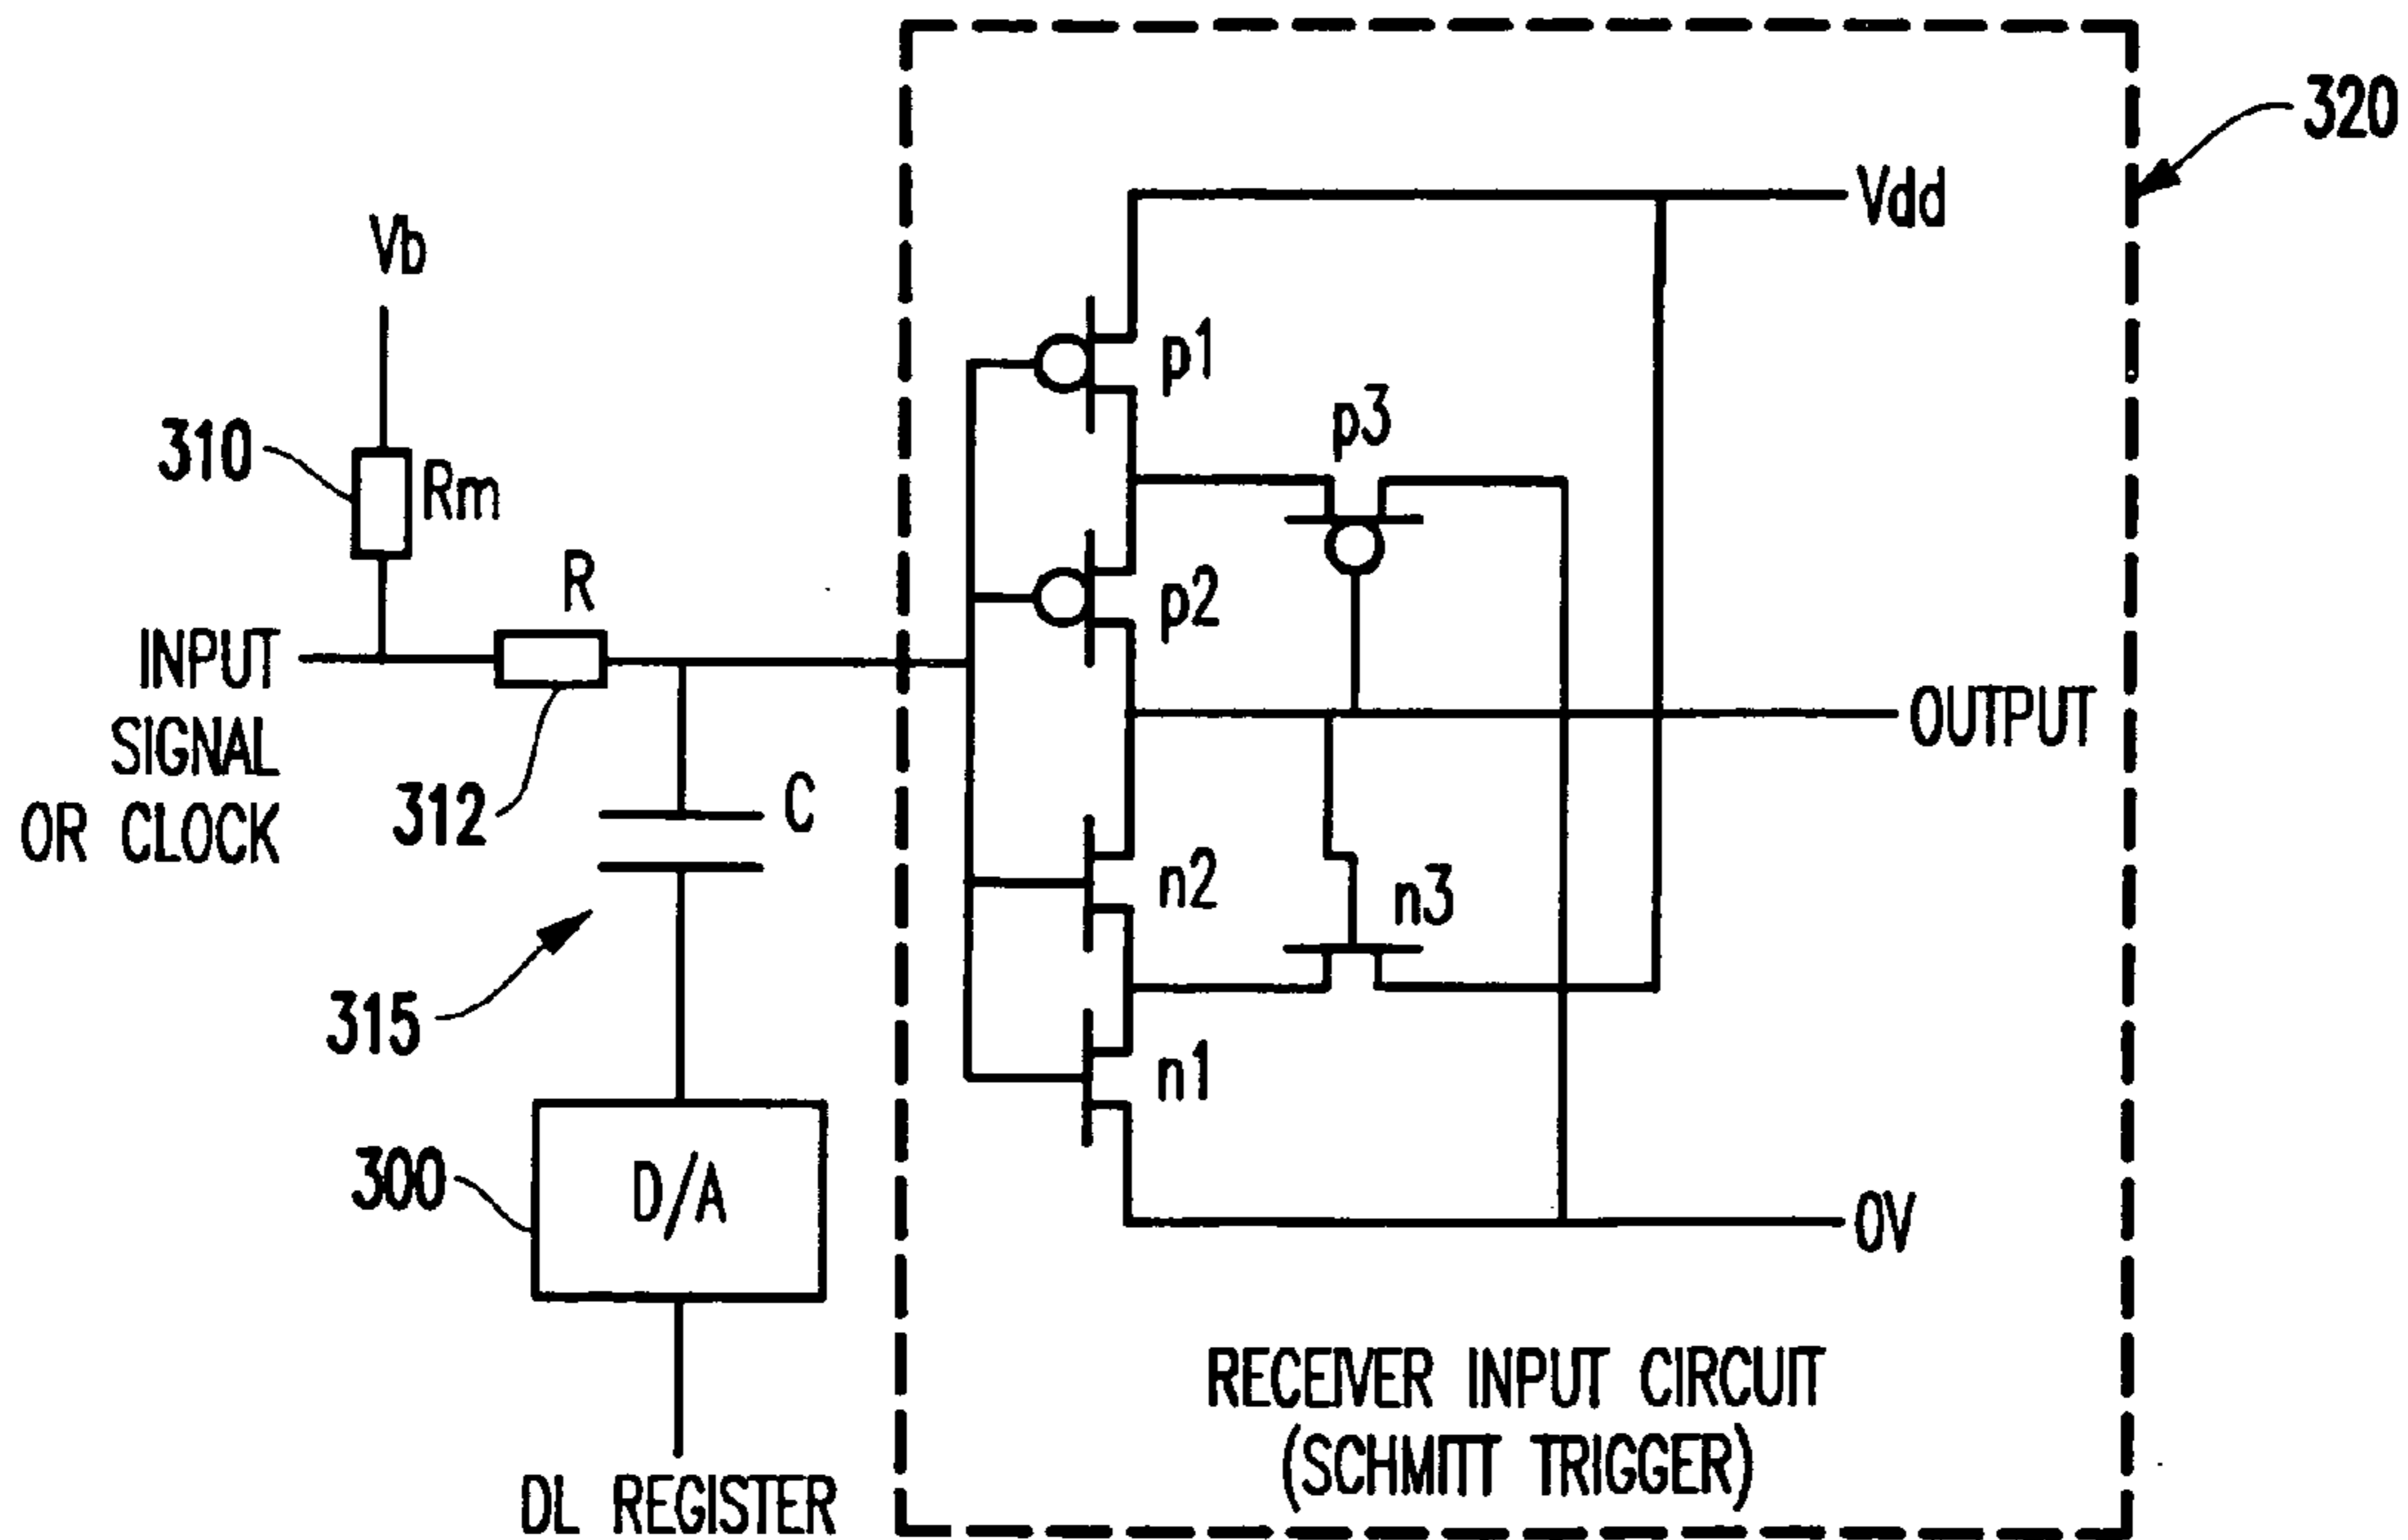 320
Vdd
Vb
p1
p3
310
Rm
R
p2
INPUT
SIGNAL
OR CLOCK
OUTPUT
312
C
n2
n3
315
n1
300
D/A
0V
RECEIVER INPUT CIRCUIT
(SCHMITT TRIGGER)
DL REGISTER